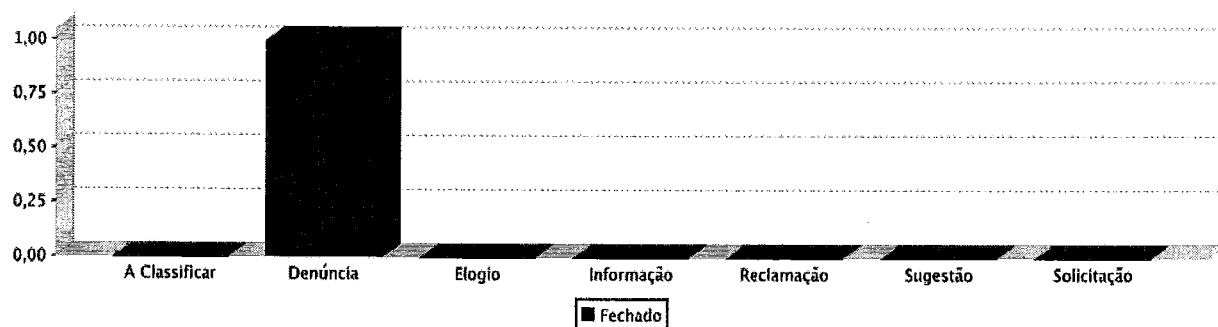 1,00
0,75
0,50
0,25
0,00
A Classificar Denúncia Elogio Informação Reclamação Sugestão Solicitação
Fechado